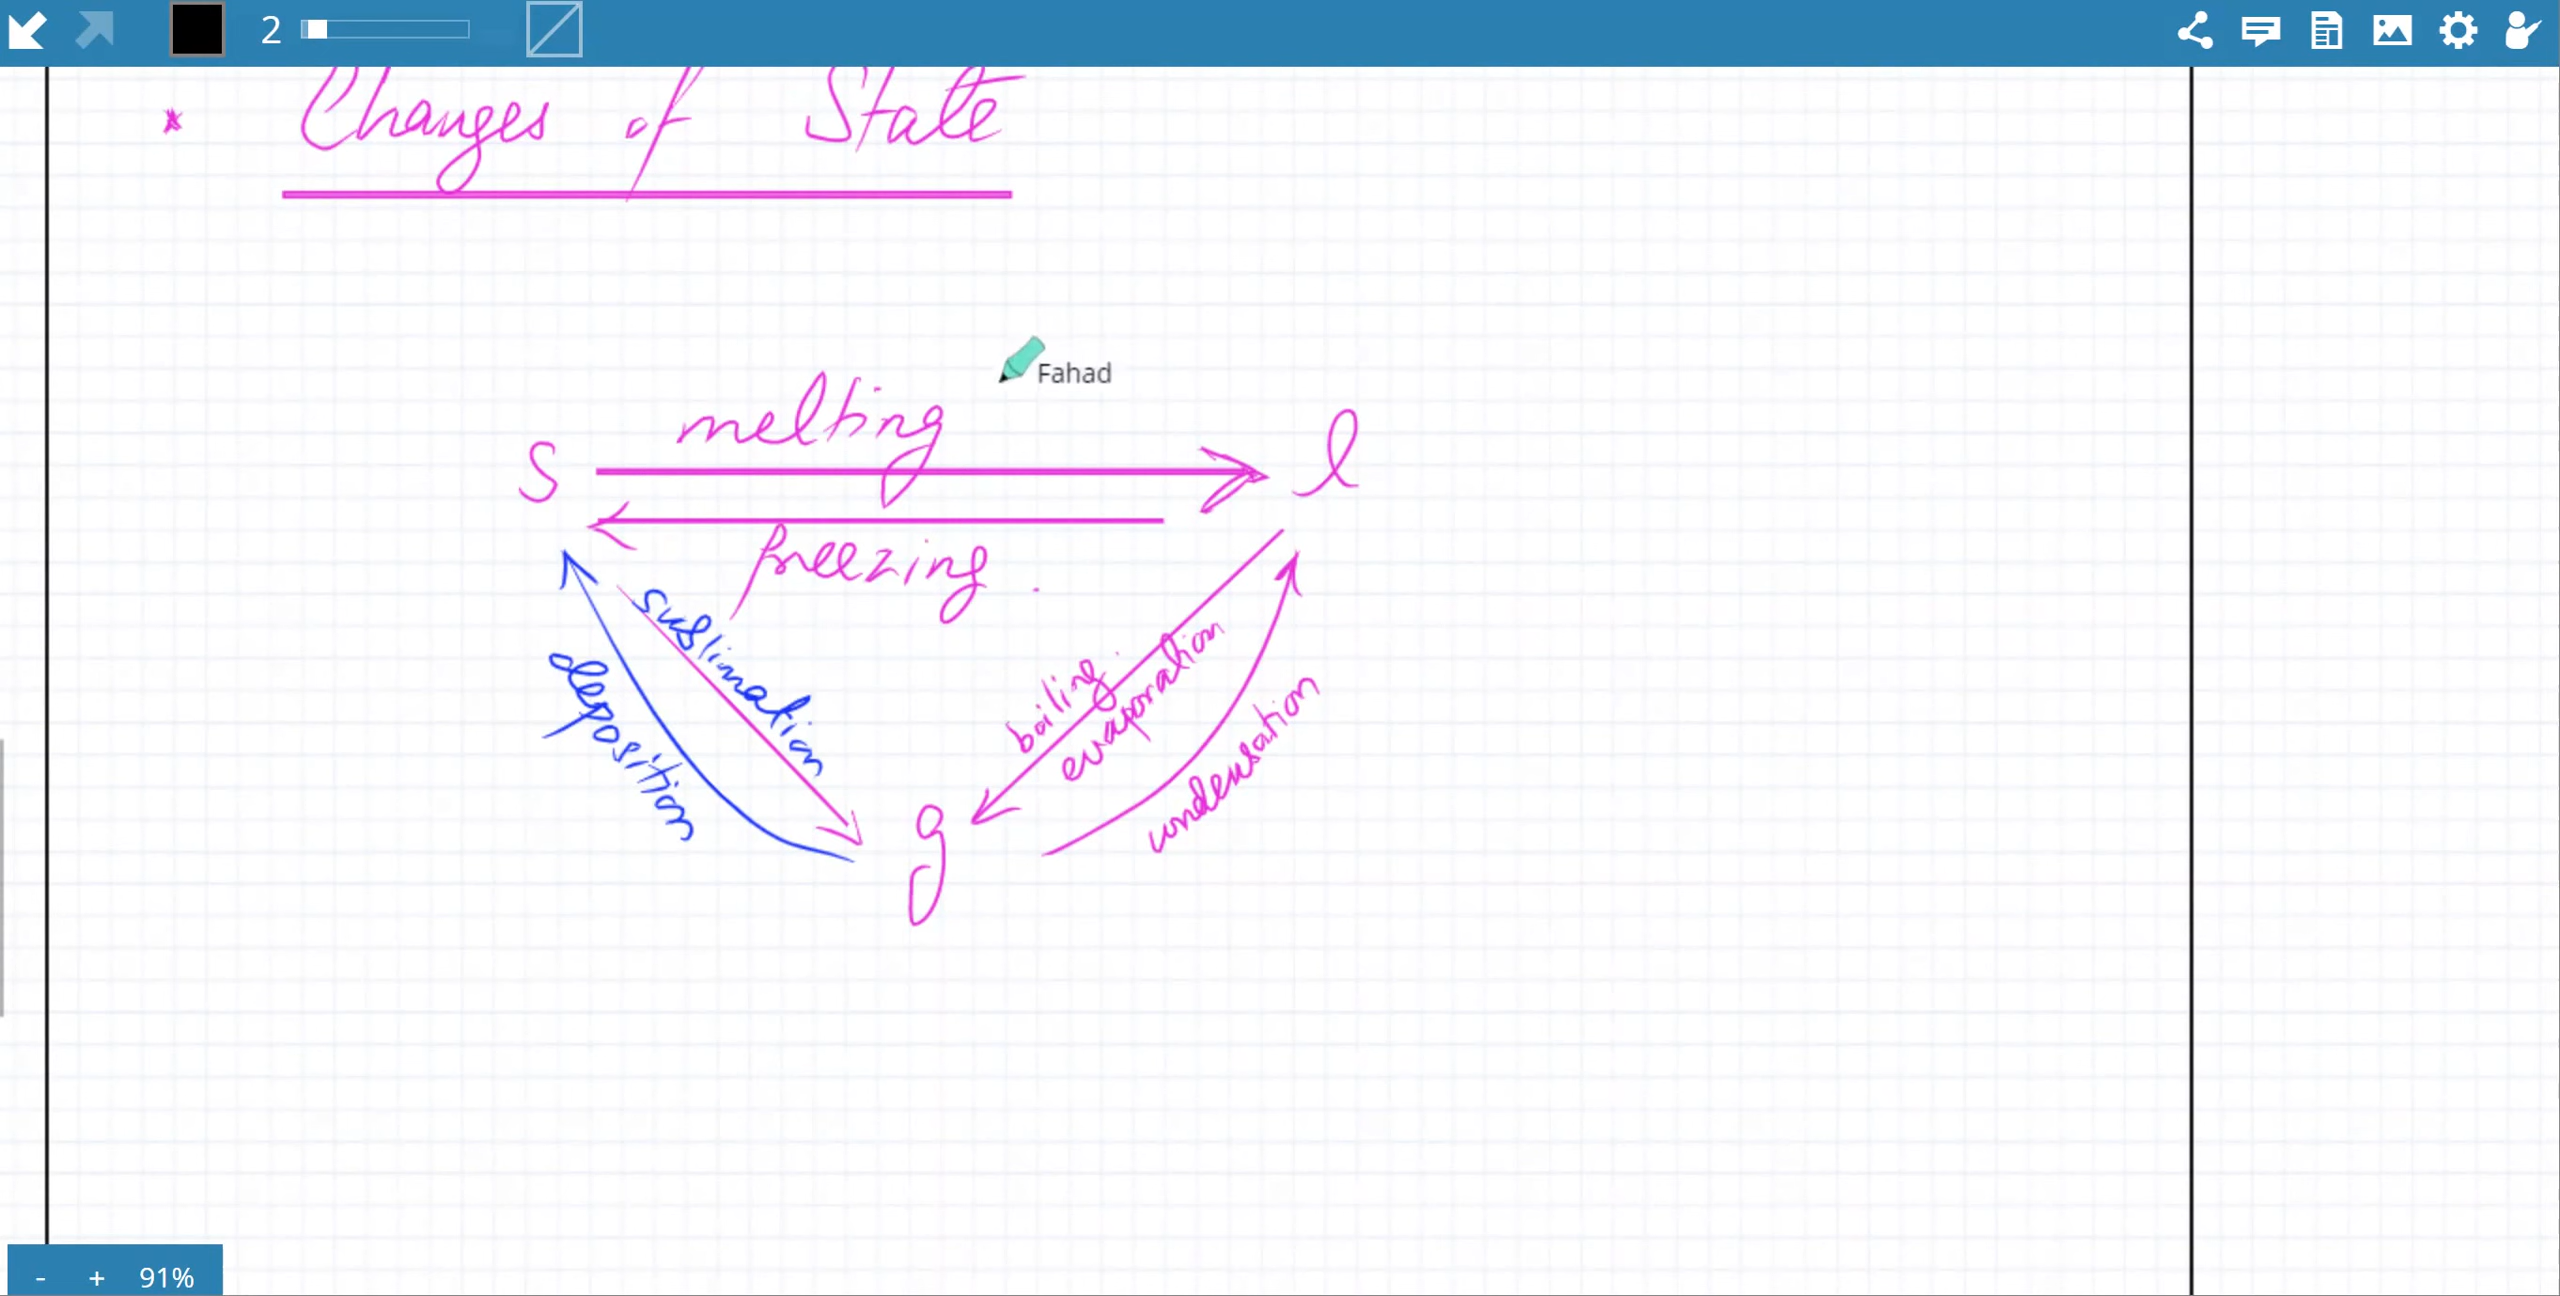 2
* Changes of State
Fahad
melting
s
l
freezing.
sublimation
deposition
boiling.
evaporation
condensation
g
- + 91%